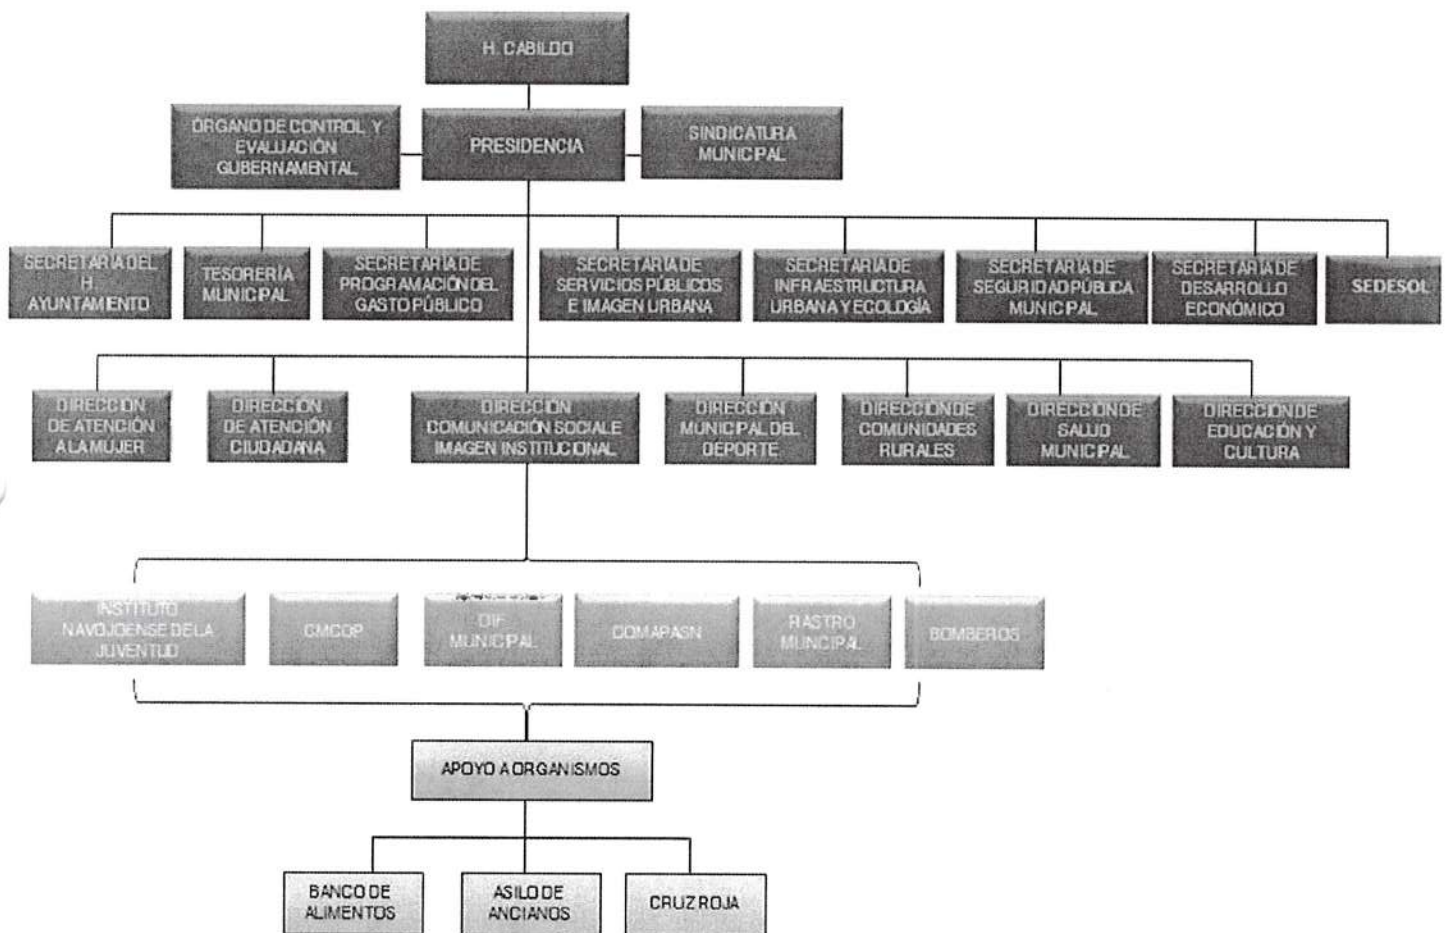 H. CABILDO
ÓRGANO DE CONTROL Y
EVALUACIÓN
GUBERNAMENTAL
PRESIDENCIA
SINDICATURA
MUNICIPAL
SECRETARÍA DEL
H.
AYUNTAMIENTO
TESORERÍA
MUNICIPAL
SECRETARÍA DE
PROGRAMACIÓN DEL
GASTO PÚBLICO
SECRETARÍA DE
SERVICIOS PÚBLICOS
E IMAGEN URBANA
SECRETARÍA DE
INFRAESTRUCTURA
URBANA Y ECOLOGÍA
SECRETARÍA DE
SEGURIDAD PÚBLICA
MUNICIPAL
SECRETARÍA DE
DESARROLLO
ECONÓMICO
SEDESOL
DIRECCIÓN
DE ATENCIÓN
A LA MUJER
DIRECCIÓN
DE ATENCIÓN
CIUDADANA
DIRECCIÓN
COMUNICACIÓN SOCIAL E
IMAGEN INSTITUCIONAL
DIRECCIÓN
MUNICIPAL DEL
DEPORTE
DIRECCIÓN DE
COMUNIDADES
RURALES
DIRECCIÓN DE
SALUD
MUNICIPAL
DIRECCIÓN DE
EDUCACIÓN Y
CULTURA
INSTITUTO
NAVOJOENSE DE LA
JUVENTUD
CMCOP
DIF
MUNICIPAL
OOMAPASN
RASTRO
MUNCIPAL
BOMBEROS
APOYO A ORGANISMOS
BANCO DE
ALIMENTOS
ASILO DE
ANCIANOS
CRUZ ROJA